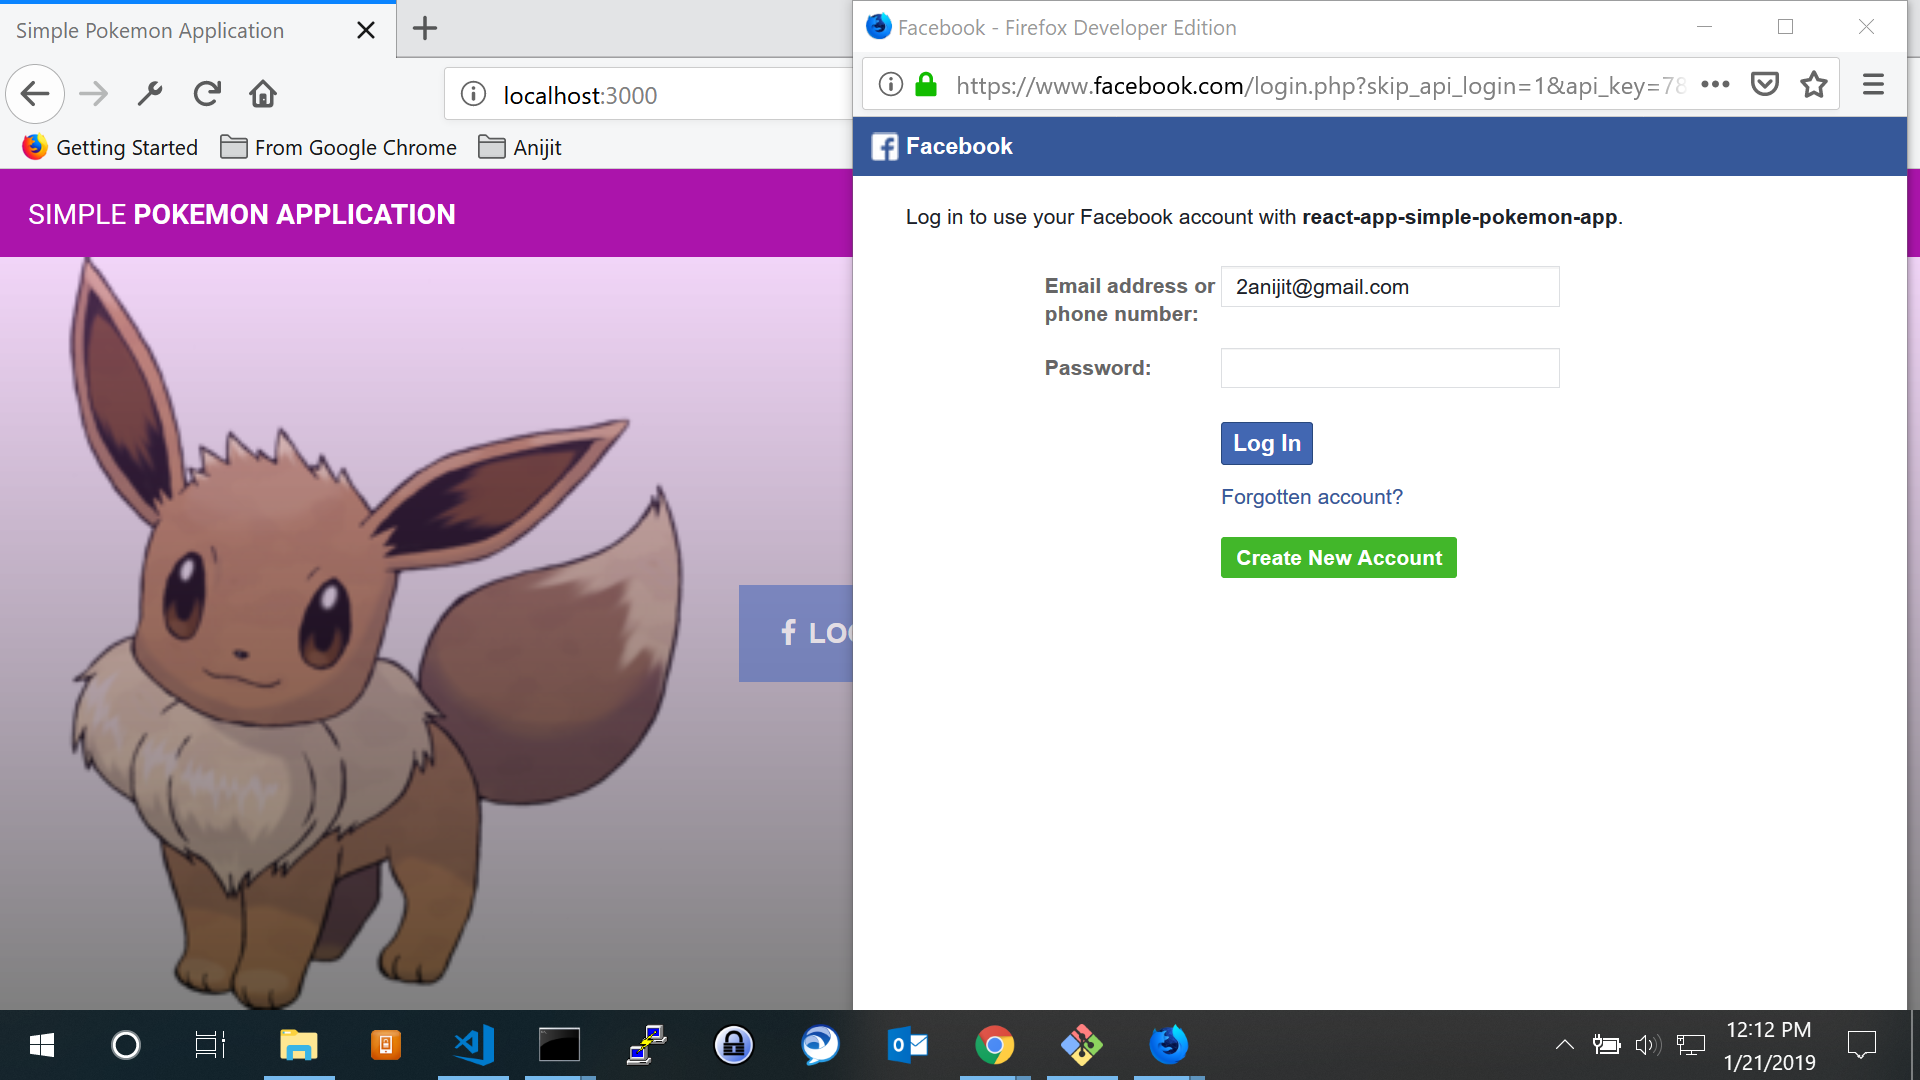 Simple Pokemon Application
localhost:3000
Getting Started
From Google Chrome
Anijit
SIMPLE POKEMON APPLICATION
f LOG
Facebook - Firefox Developer Edition
https://www.facebook.com/login.php?skip_api_login=1&api_key=78
Facebook
Log in to use your Facebook account with react-app-simple-pokemon-app.
Email address or
phone number:
2anijit@gmail.com
Password:
Log In
Forgotten account?
Create New Account
12:12 PM
1/21/2019